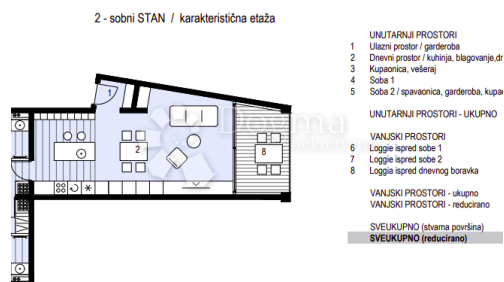 2 - sobni STAN / karakteristična etaža
UNUTARNJI PROSTORI
1 Ulazni prostor / garderoba
2 Dnevni prostor / kuhinja, blagovanje,
3 Kupaonica, vešeraj
4 Soba 1
5 Soba 2 / spavaonica, garderoba,
UNUTARNJI PROSTORI - UKUPNO
VANJSKI PROSTORI
6 Loggie ispred sobe 1
7 Loggie ispred sobe 2
8 Loggie ispred dnevnog boravka
VANJSKI PROSTORI - ukupno
VANJSKI PROSTORI - reducirano
SVEUKUPNO (stvarna površina)
SVEUKUPNO (reducirano)
1
2
8